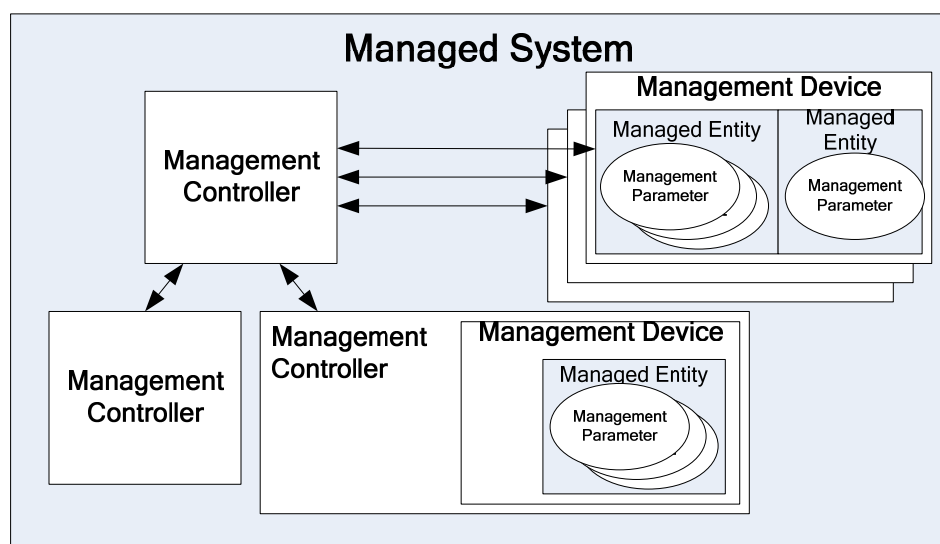 Managed System
Management
Controller
Management Device
Managed Entity
Management
Parameter
Managed
Entity
Management
Parameter
Management
Controller
Management
Controller
Management Device
Managed Entity
Management
Parameter